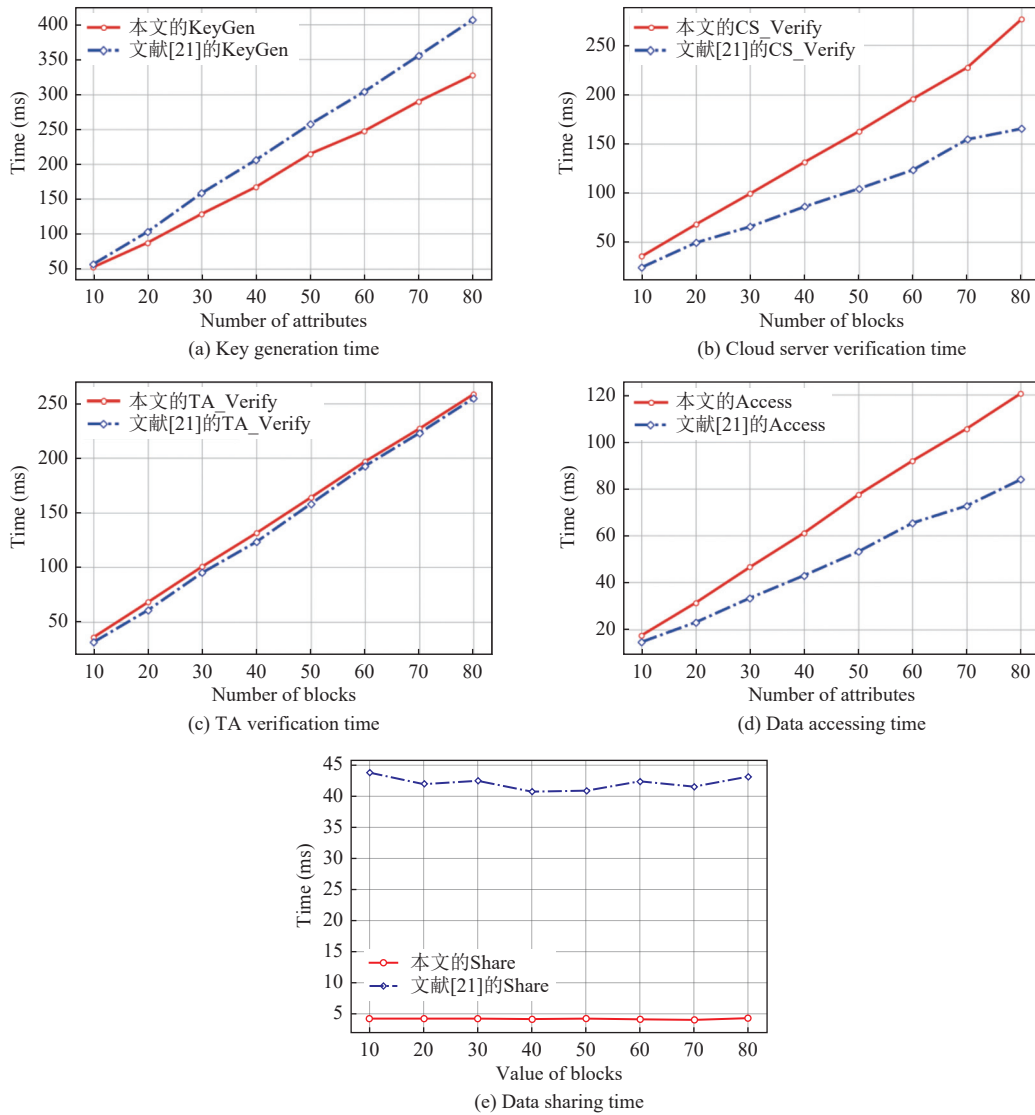 400
350
300
250
200
150
100
50
Time (ms)
本文的KeyGen
文献[21]的KeyGen
10 20 30 40 50 60 70 80
Number of attributes
(a) Key generation time
250
200
150
100
50
Time (ms)
本文的CS_Verify
文献[21]的CS_Verify
10 20 30 40 50 60 70 80
Number of blocks
(b) Cloud server verification time
250
200
150
100
50
Time (ms)
本文的TA_Verify
文献[21]的TA_Verify
10 20 30 40 50 60 70 80
Number of blocks
(c) TA verification time
120
100
80
60
40
20
Time (ms)
本文的Access
文献[21]的Access
10 20 30 40 50 60 70 80
Number of attributes
(d) Data accessing time
45
40
35
30
25
20
15
10
5
Time (ms)
本文的Share
文献[21]的Share
10 20 30 40 50 60 70 80
Value of blocks
(e) Data sharing time